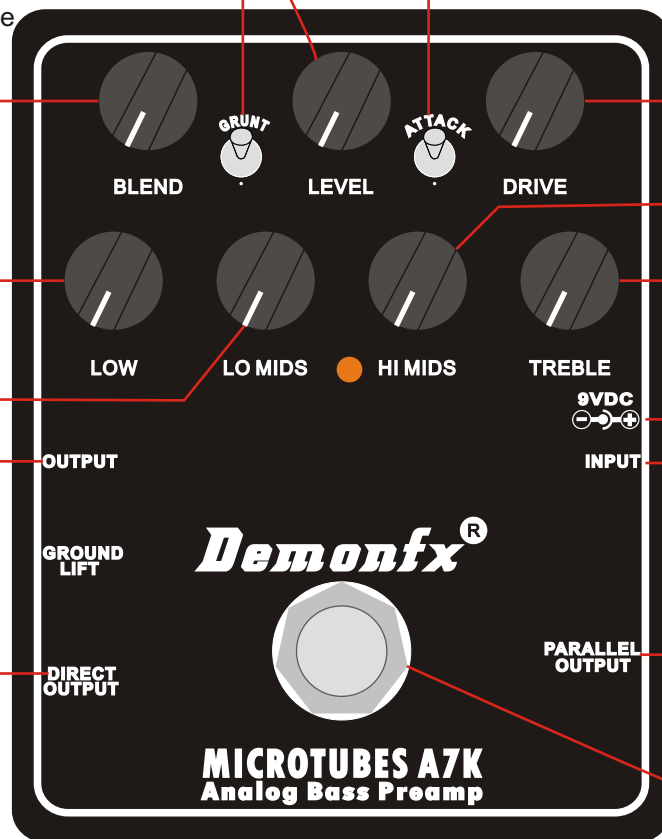 e
GRUNT
ATTACK
BLEND
LEVEL
DRIVE
LOW
LO MIDS
HI MIDS
TREBLE
9VDC
OUTPUT
INPUT
GROUND
LIFT
Demonfx®
PARALLEL
OUTPUT
DIRECT
OUTPUT
MICROTUBES A7K
Analog Bass Preamp